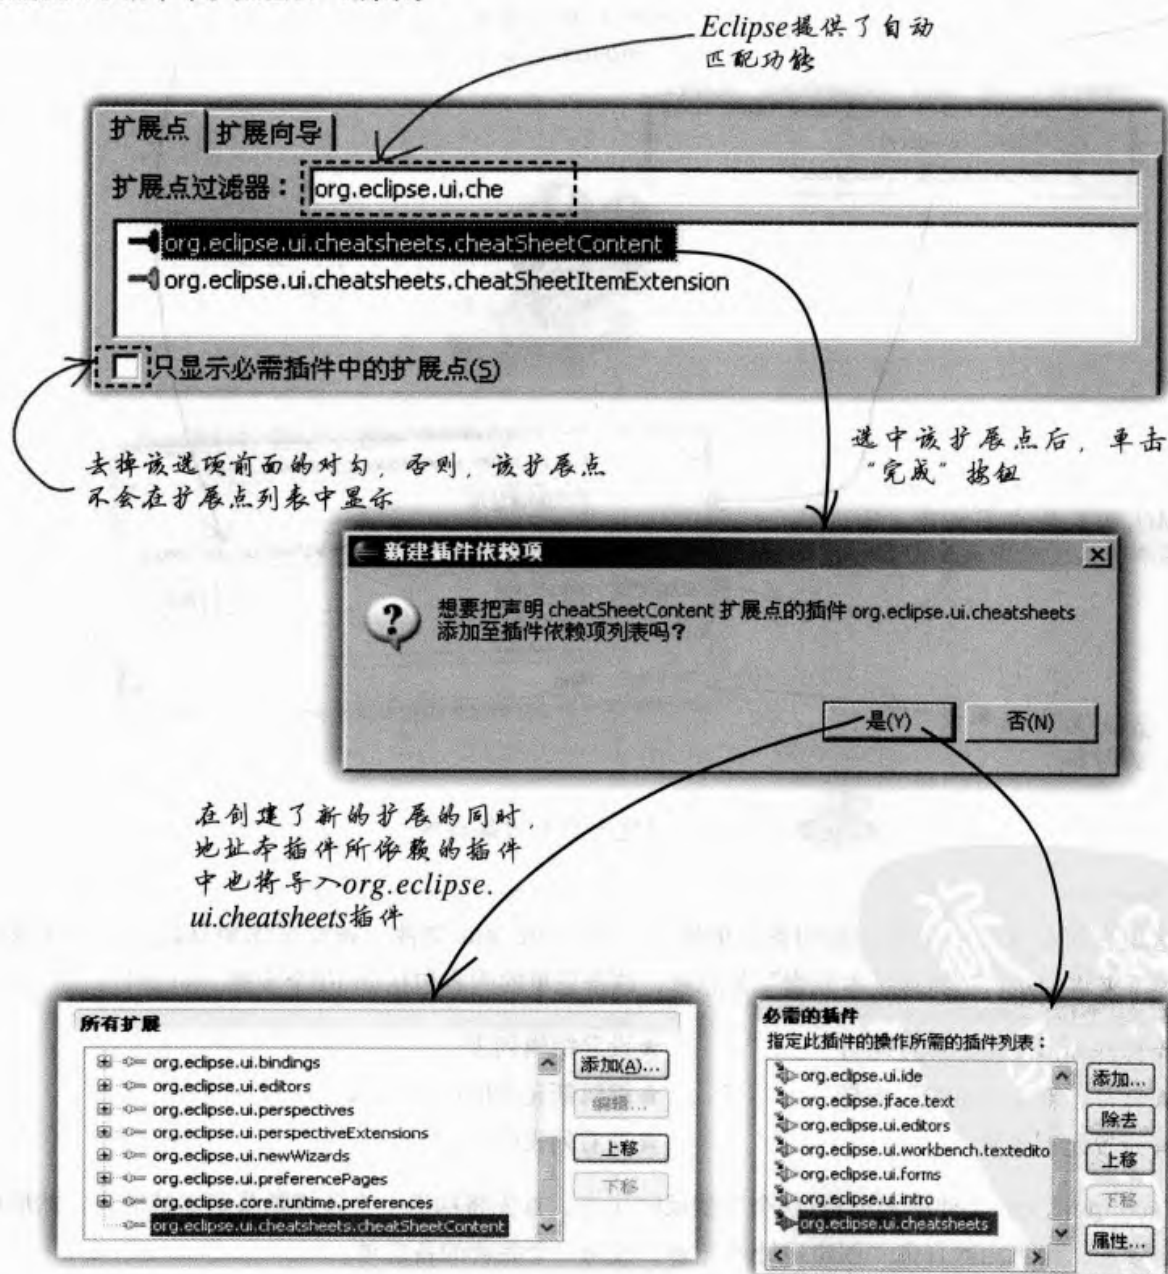 Eclipse提供了自动
匹配功能
扩展点 扩展向导
扩展点过滤器： org.eclipse.ui.che
org.eclipse.ui.cheatsheets.cheatSheetContent
org.eclipse.ui.cheatsheets.cheatSheetItemExtension
只显示必需插件中的扩展点(S)
去掉该选项前面的对勾，否则，该扩展点
不会在扩展点列表中显示
选中该扩展点后，单击
“完成”按钮
新建插件依赖项
想要把声明 cheatSheetContent 扩展点的插件 org.eclipse.ui.cheatsheets
添加至插件依赖项列表吗？
是(Y) 否(N)
在创建了新的扩展的同时，
地址本插件所依赖的插件
中也将导入org.eclipse.
ui.cheatsheets插件
所有扩展
org.eclipse.ui.bindings
org.eclipse.ui.editors
org.eclipse.ui.perspectives
org.eclipse.ui.perspectiveExtensions
org.eclipse.ui.newWizards
org.eclipse.ui.preferencePages
org.eclipse.core.runtime.preferences
org.eclipse.ui.cheatsheets.cheatSheetContent
添加(A)...
编辑...
上移
下移
必需的插件
指定此插件的操作所需的插件列表：
org.eclipse.ui.ide
org.eclipse.jface.text
org.eclipse.ui.editors
org.eclipse.ui.workbench.textedito
org.eclipse.ui.forms
org.eclipse.ui.intro
org.eclipse.ui.cheatsheets
添加...
除去
上移
下移
属性...